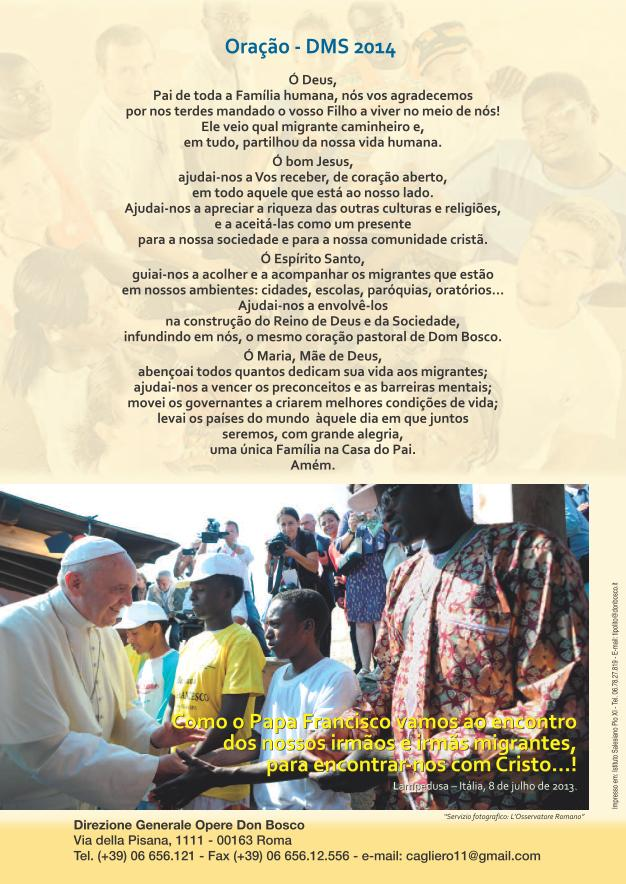 Oração - DMS 2014
Ó Deus,
Pai de toda a Família humana, nós vos agradecemos
por nos terdes mandado o vosso Filho a viver no meio de nós!
Ele veio qual migrante caminheiro e,
em tudo, partilhou da nossa vida humana.
Ó bom Jesus,
ajudai-nos a Vos receber, de coração aberto,
em todo aquele que está ao nosso lado.
Ajudai-nos a apreciar a riqueza das outras culturas e religiões,
e a aceitá-las como um presente
para a nossa sociedade e para a nossa comunidade cristã.
Ó Espírito Santo,
guiai-nos a acolher e a acompanhar os migrantes que estão
em nossos ambientes: cidades, escolas, paróquias, oratórios...
Ajudai-nos a envolvê-los
na construção do Reino de Deus e da Sociedade,
infundindo em nós, o mesmo coração pastoral de Dom Bosco.
Ó Maria, Mãe de Deus,
abençoai todos quantos dedicam sua vida aos migrantes;
ajudai-nos a vencer os preconceitos e as barreiras mentais;
movei os governantes a criarem melhores condições de vida;
levai os países do mundo àquele dia em que juntos
seremos, com grande alegria,
uma única Família na Casa do Pai.
Amém.
Como o Papa Francisco vamos ao encontro
dos nossos irmãos e irmãs migrantes,
para encontrar-nos com Cristo...!
Lampedusa – Itália, 8 de julho de 2013.
"Servizio fotografico: L'Osservatore Romano"
Impresso em: Istituto Salesiano Pio XI - Tel. 06.78.27.819 - E-mail: tipolito@donbosco.it
Direzione Generale Opere Don Bosco
Via della Pisana, 1111 - 00163 Roma
Tel. (+39) 06 656.121 - Fax (+39) 06 656.12.556 - e-mail: cagliero11@gmail.com